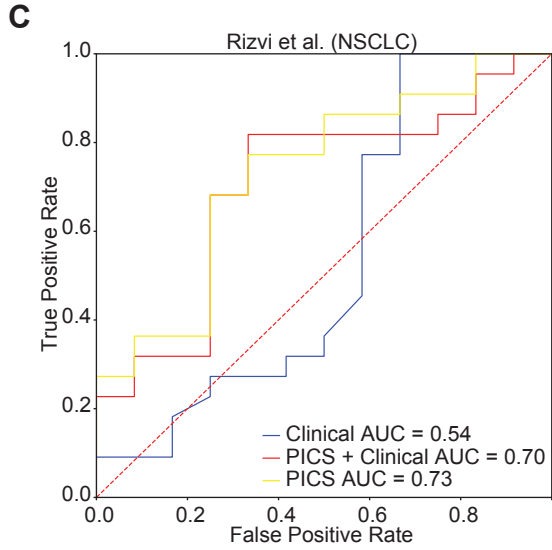 C
Rizvi et al. (NSCLC)
1.0
0.8
0.6
0.4
0.2
0.0
True Positive Rate
Clinical AUC = 0.54
PICS + Clinical AUC = 0.70
PICS AUC = 0.73
0.0 0.2 0.4 0.6 0.8
False Positive Rate